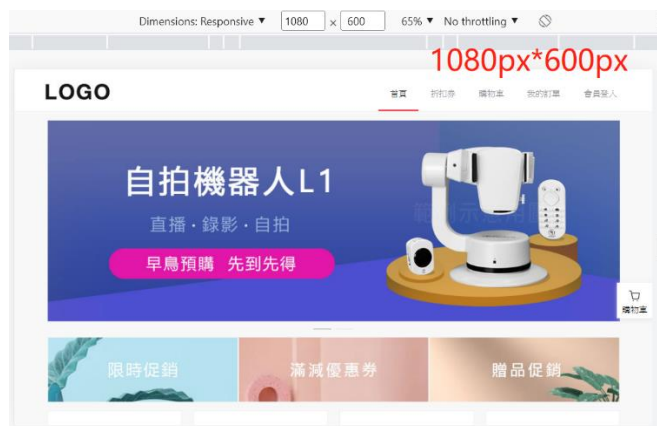 Dimensions: Responsive ▼ 1080 x 600 65% ▼ No throttling ▼
1080px*600px
LOGO
首頁 折扣券 購物車 我的訂單 會員登入
自拍機器人L1
直播·錄影·自拍
早鳥預購 先到先得
購物車
限時促銷 滿減優惠券 贈品促銷